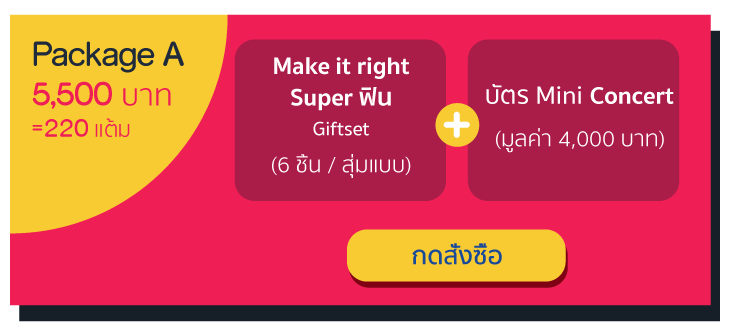 Package A
5,500 บาท
=220 แต้ม
Make it right
Super ฟิน
Giftset
(6 ชิ้น / สุ่มแบบ)
+
บัตร Mini Concert
(มูลค่า 4,000 บาท)
กดสั่งซื้อ